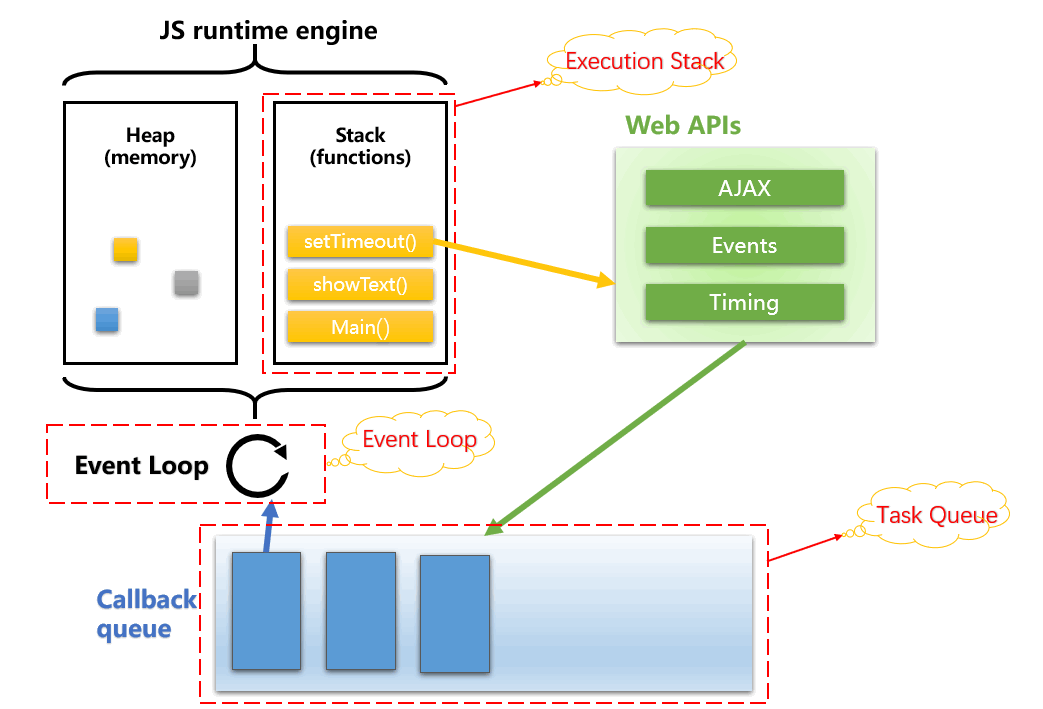 JS runtime engine
Execution Stack
Heap
(memory)
Stack
(functions)
Web APIs
AJAX
Events
Timing
setTimeout()
showText()
Main()
Event Loop
Event Loop
Task Queue
Callback
queue